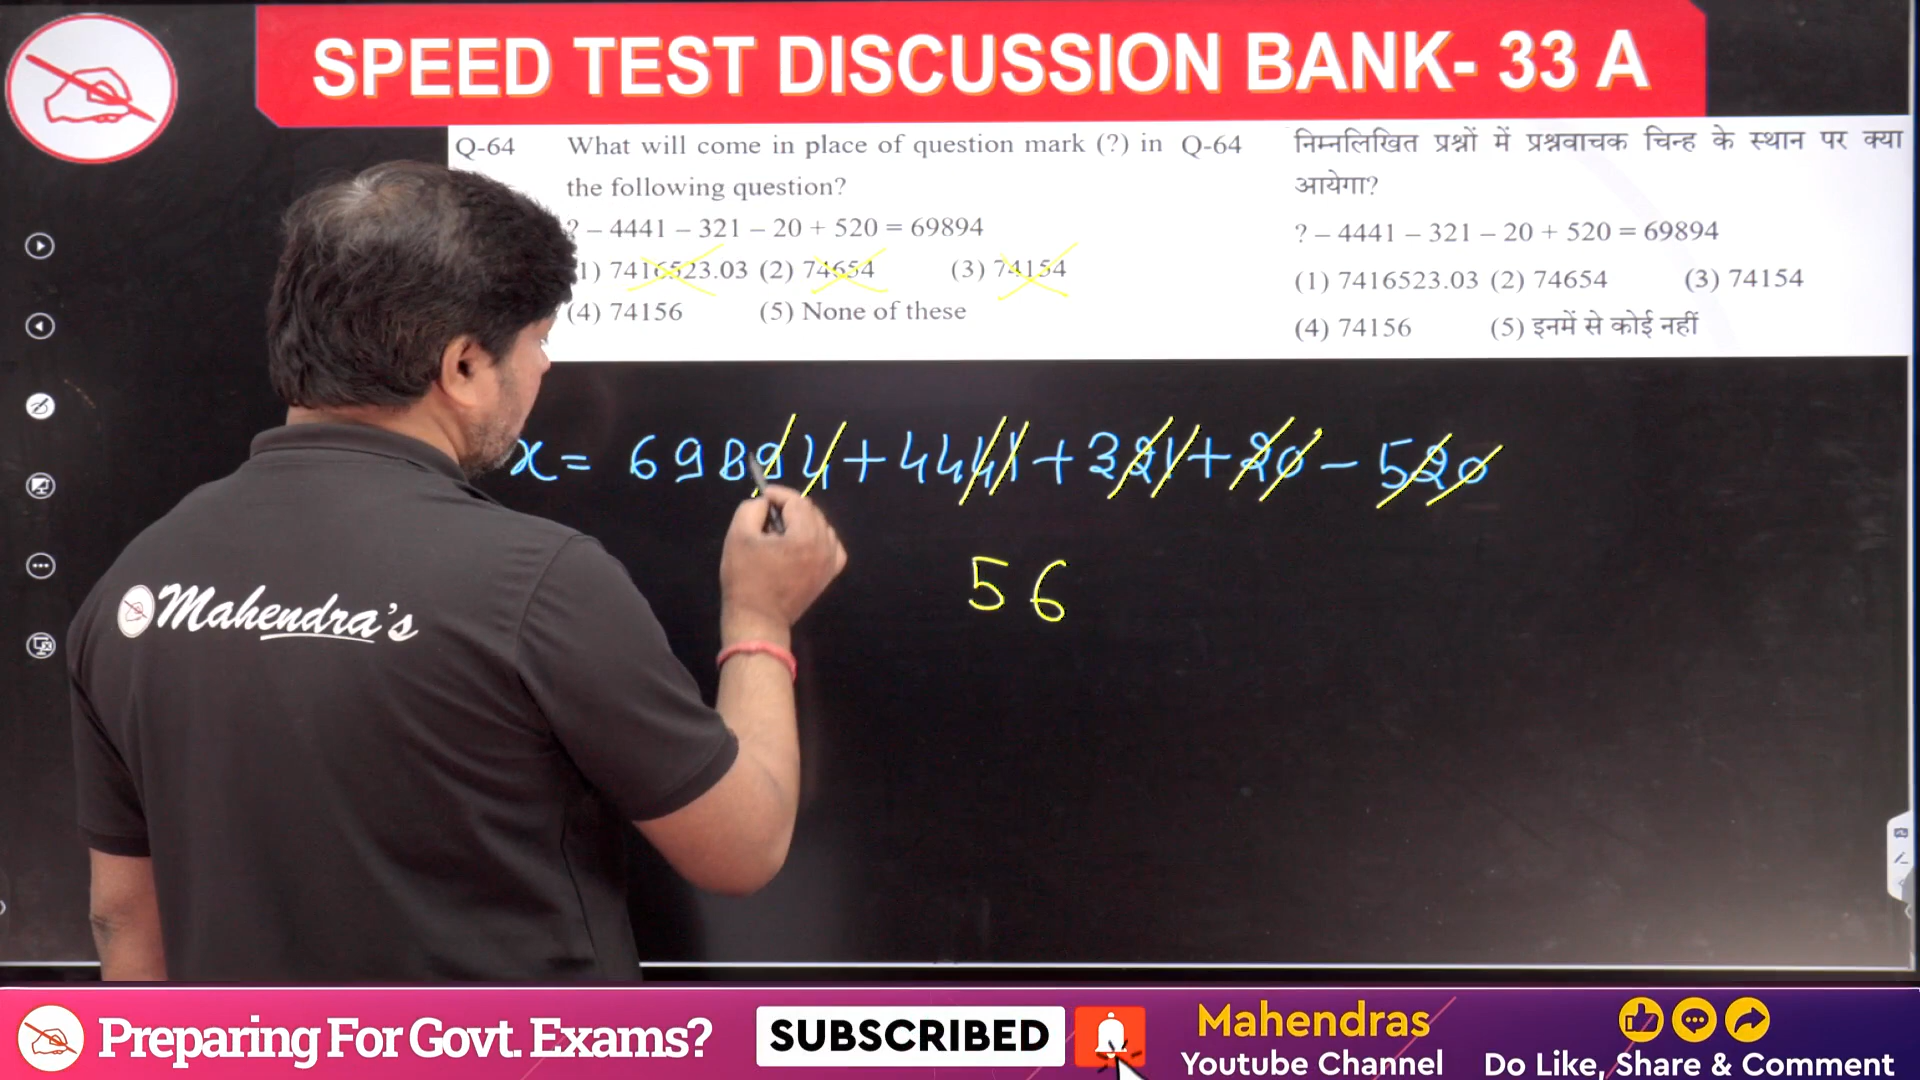 SPEED TEST DISCUSSION BANK- 33 A
Q-64 What will come in place of question mark (?) in
the following question?
? – 4441 – 321 – 20 + 520 = 69894
1) 7416523.03 (2) 74654 (3) 74154
(4) 74156 (5) None of these
Q-64 निम्नलिखित प्रश्नों में प्रश्नवाचक चिन्ह के स्थान पर क्या
आयेगा?
? – 4441 – 321 – 20 + 520 = 69894
(1) 7416523.03 (2) 74654 (3) 74154
(4) 74156 (5) इनमें से कोई नहीं
x = 69894 + 4441 + 321 + 20 – 520
56
Mahendra's
Preparing For Govt. Exams?
SUBSCRIBED
Mahendras
Youtube Channel
Do Like, Share & Comment